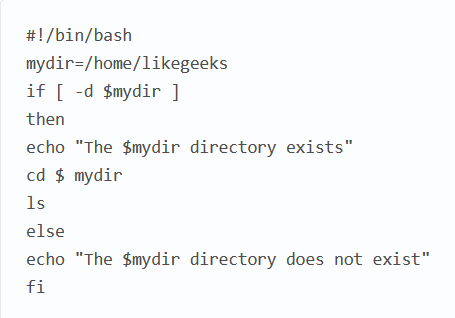 #!/bin/bash
mydir=/home/likegeeks
if [ -d $mydir ]
then
echo "The $mydir directory exists"
cd $ mydir
ls
else
echo "The $mydir directory does not exist"
fi